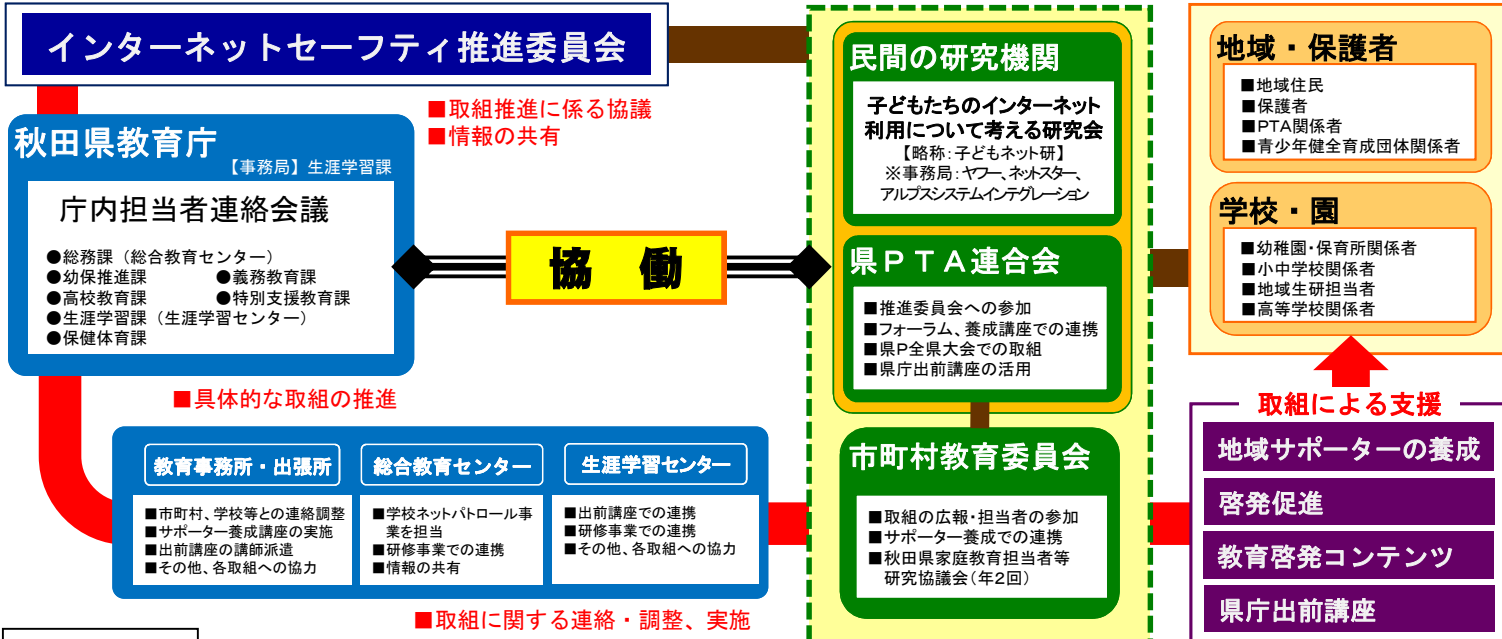 インターネットセーフティ推進委員会
■取組推進に係る協議
■情報の共有
秋田県教育庁
【事務局】生涯学習課
庁内担当者連絡会議
●総務課（総合教育センター）
●幼保推進課 ●義務教育課
●高校教育課 ●特別支援教育課
●生涯学習課（生涯学習センター）
●保健体育課
協働
■具体的な取組の推進
教育事務所・出張所
■市町村、学校等との連絡調整
■サポーター養成講座の実施
■出前講座の講師派遣
■その他、各取組への協力
総合教育センター
■学校ネットパトロール事
業を担当
■研修事業での連携
■情報の共有
生涯学習センター
■出前講座での連携
■研修事業での連携
■その他、各取組への協力
■取組に関する連絡・調整、実施
民間の研究機関
子どもたちのインターネット
利用について考える研究会
【略称：子どもネット研】
※事務局：ヤフー、ネットスター、
アルプスシステムインテグレーション
県ＰＴＡ連合会
■推進委員会への参加
■フォーラム、養成講座での連携
■県P全県大会での取組
■県庁出前講座の活用
市町村教育委員会
■取組の広報・担当者の参加
■サポーター養成での連携
■秋田県家庭教育担当者等
研究協議会（年2回）
地域・保護者
■地域住民
■保護者
■PTA関係者
■青少年健全育成団体関係者
学校・園
■幼稚園・保育所関係者
■小中学校関係者
■地域生研担当者
■高等学校関係者
取組による支援
地域サポーターの養成
啓発促進
教育啓発コンテンツ
県庁出前講座